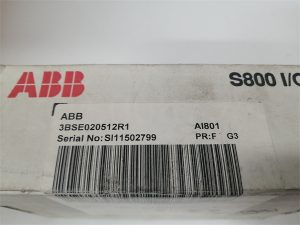 ABB
S800 I/O
ABB
3BSE020512R1 AI801
Serial No:SI11502799 PR:F G3